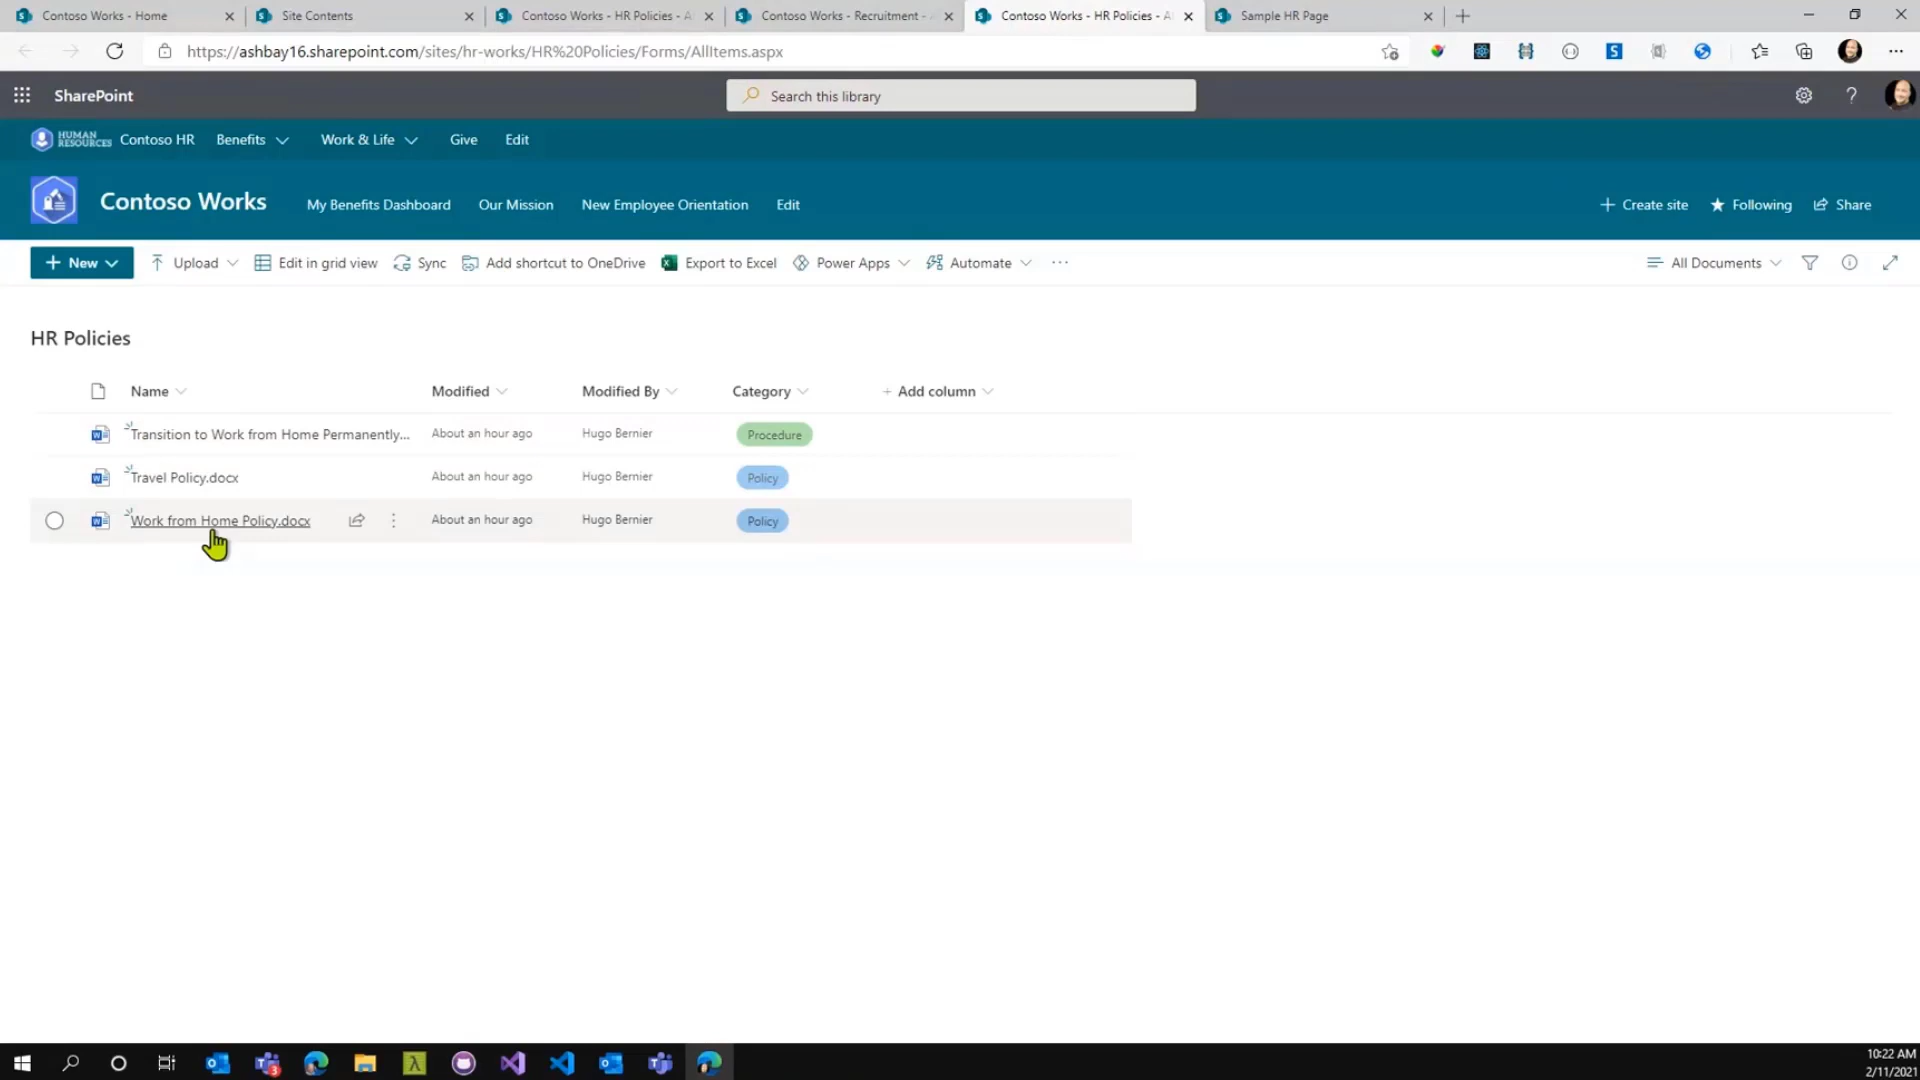 Contoso Works - Home
Site Contents
Contoso Works - HR Policies - A
Contoso Works - Recruitment -
Contoso Works - HR Policies - Al
Sample HR Page
https://ashbay16.sharepoint.com/sites/hr-works/HR%20Policies/Forms/AllItems.aspx
SharePoint
Search this library
HUMAN RESOURCES
Contoso HR
Benefits
Work & Life
Give
Edit
Contoso Works
My Benefits Dashboard
Our Mission
New Employee Orientation
Edit
Create site
Following
Share
New
Upload
Edit in grid view
Sync
Add shortcut to OneDrive
Export to Excel
Power Apps
Automate
···
All Documents
HR Policies
Name
Modified
Modified By
Category
+ Add column
Transition to Work from Home Permanently...
About an hour ago
Hugo Bernier
Procedure
Travel Policy.docx
About an hour ago
Hugo Bernier
Policy
Work from Home Policy.docx
About an hour ago
Hugo Bernier
Policy
10:22 AM
2/11/2021